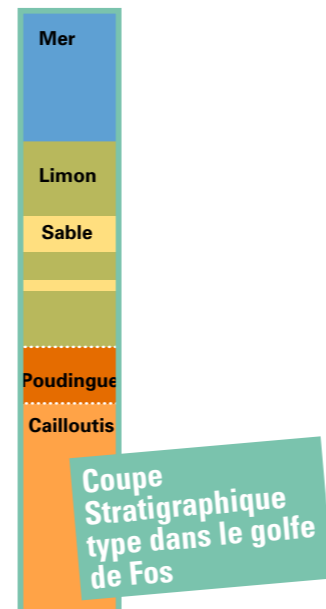 Mer
Limon
Sable
Poudingue
Cailloutis
Coupe
Stratigraphique
type dans le golfe
de Fos